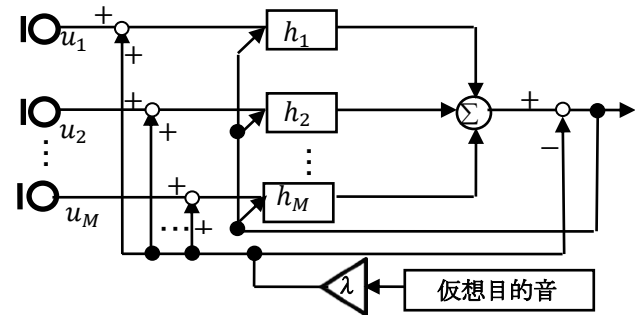 +
u₁
+
h₁
+
u₂
+
h₂
Σ
+
−
⋮
⋮
+
u_M
h_M
⋯
+
λ
仮想目的音